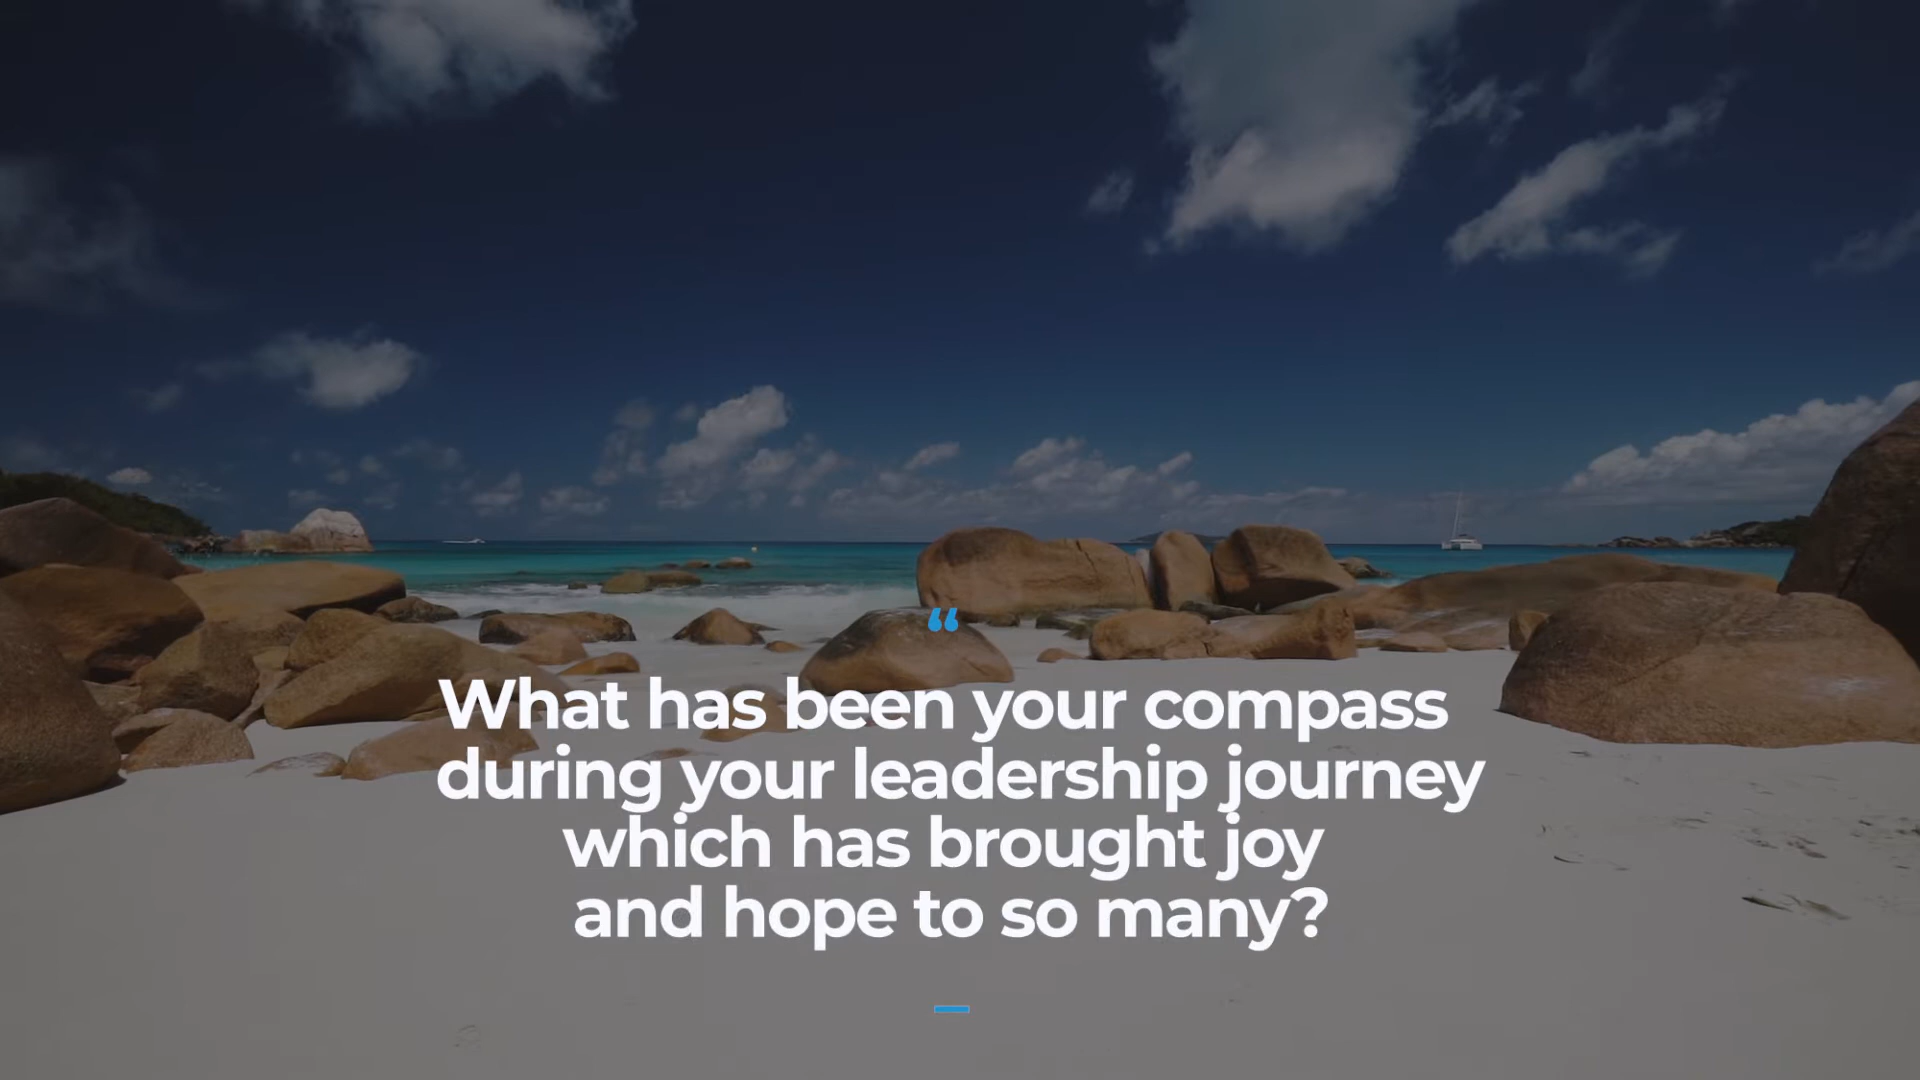 “
What has been your compass
during your leadership journey
which has brought joy
and hope to so many?